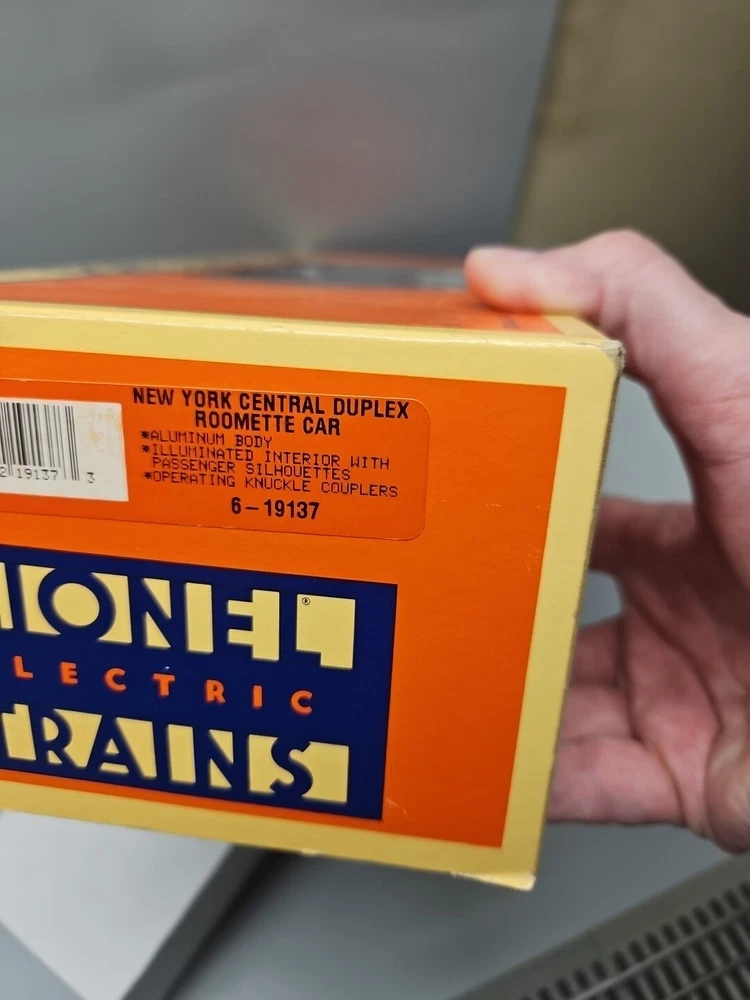 NEW YORK CENTRAL DUPLEX
ROOMETTE CAR
*ALUMINUM BODY
*ILLUMINATED INTERIOR WITH
PASSENGER SILHOUETTES
*OPERATING KNUCKLE COUPLERS
6-19137
2 19137 3
IONEL®
LECTRIC
TRAINS